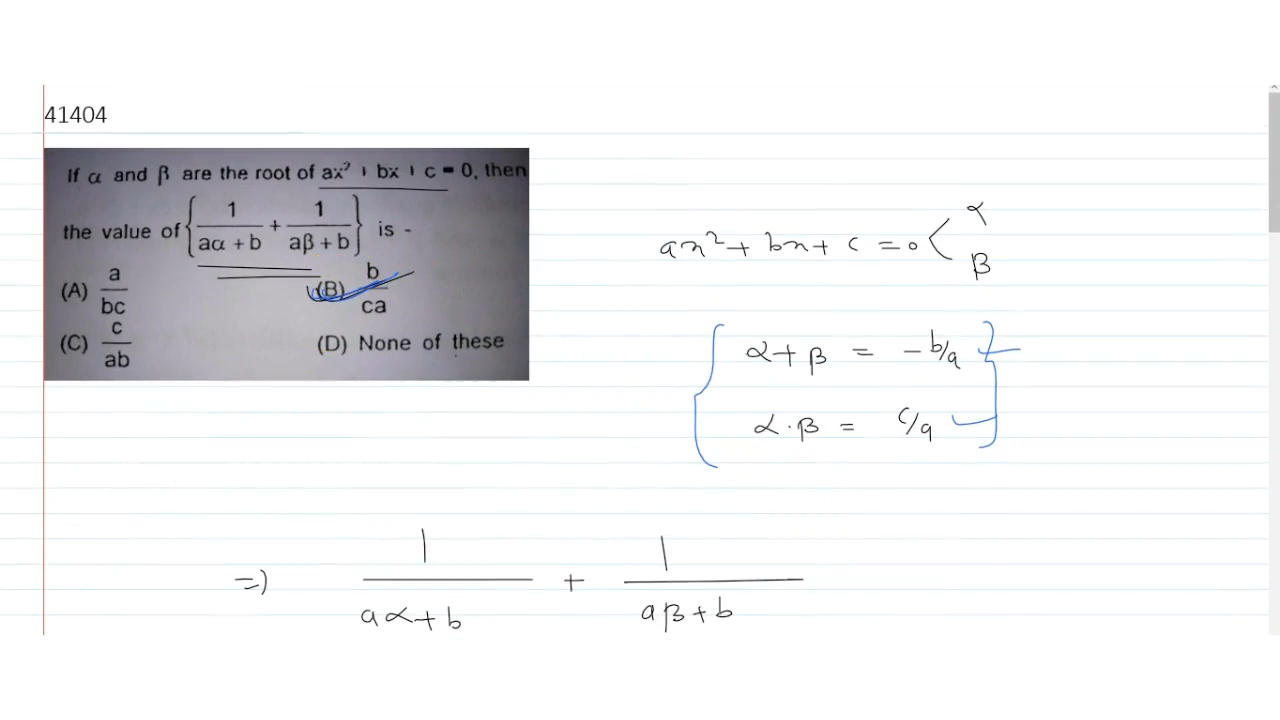 41404
If α and β are the root of ax² + bx + c = 0, then
the value of { 1/(aα + b) + 1/(aβ + b) } is -
(A) a/bc (B) b/ca
(C) c/ab (D) None of these
ax² + bx + c = 0 < α β
α + β = - b/a
α · β = c/a
=) 1/(aα + b) + 1/(aβ + b)